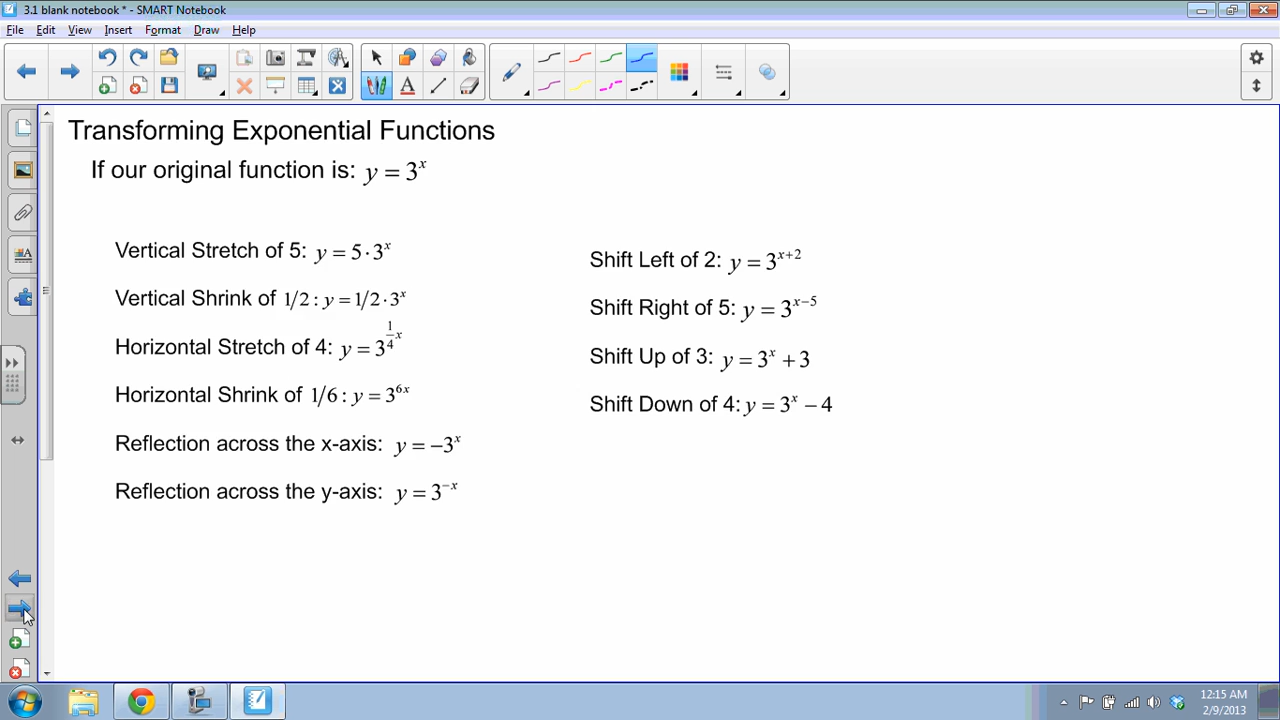 3.1 blank notebook * - SMART Notebook
File Edit View Insert Format Draw Help
Transforming Exponential Functions
If our original function is: y = 3^x
Vertical Stretch of 5: y = 5·3^x
Vertical Shrink of 1/2 : y = 1/2·3^x
Horizontal Stretch of 4: y = 3^{\frac{1}{4}x}
Horizontal Shrink of 1/6 : y = 3^{6x}
Reflection across the x-axis: y = −3^x
Reflection across the y-axis: y = 3^{−x}
Shift Left of 2: y = 3^{x+2}
Shift Right of 5: y = 3^{x−5}
Shift Up of 3: y = 3^x + 3
Shift Down of 4: y = 3^x − 4
12:15 AM
2/9/2013